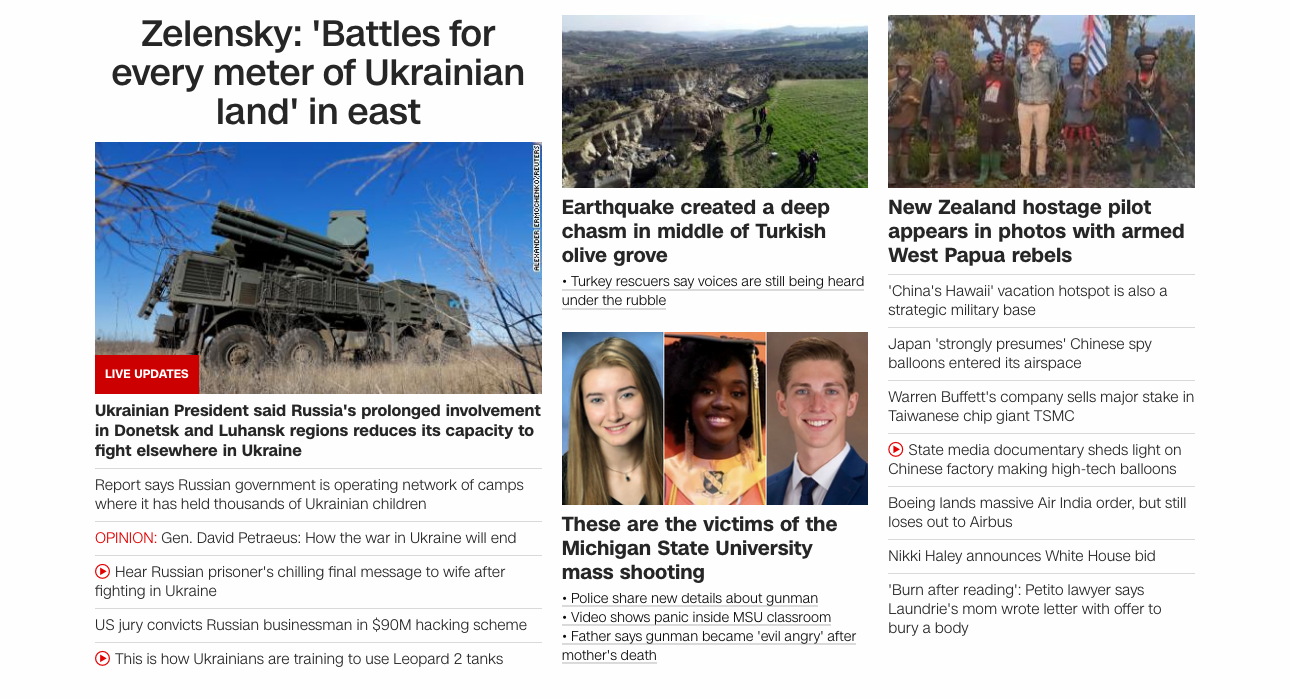 Zelensky: 'Battles for
every meter of Ukrainian
land' in east
ALEXANDER ERMOCHENKO/REUTERS
LIVE UPDATES
Ukrainian President said Russia's prolonged involvement
in Donetsk and Luhansk regions reduces its capacity to
fight elsewhere in Ukraine
Report says Russian government is operating network of camps
where it has held thousands of Ukrainian children
OPINION: Gen. David Petraeus: How the war in Ukraine will end
Hear Russian prisoner's chilling final message to wife after
fighting in Ukraine
US jury convicts Russian businessman in $90M hacking scheme
This is how Ukrainians are training to use Leopard 2 tanks
Earthquake created a deep
chasm in middle of Turkish
olive grove
• Turkey rescuers say voices are still being heard
under the rubble
These are the victims of the
Michigan State University
mass shooting
• Police share new details about gunman
• Video shows panic inside MSU classroom
• Father says gunman became 'evil angry' after
mother's death
New Zealand hostage pilot
appears in photos with armed
West Papua rebels
'China's Hawaii' vacation hotspot is also a
strategic military base
Japan 'strongly presumes' Chinese spy
balloons entered its airspace
Warren Buffett's company sells major stake in
Taiwanese chip giant TSMC
State media documentary sheds light on
Chinese factory making high-tech balloons
Boeing lands massive Air India order, but still
loses out to Airbus
Nikki Haley announces White House bid
'Burn after reading': Petito lawyer says
Laundrie's mom wrote letter with offer to
bury a body